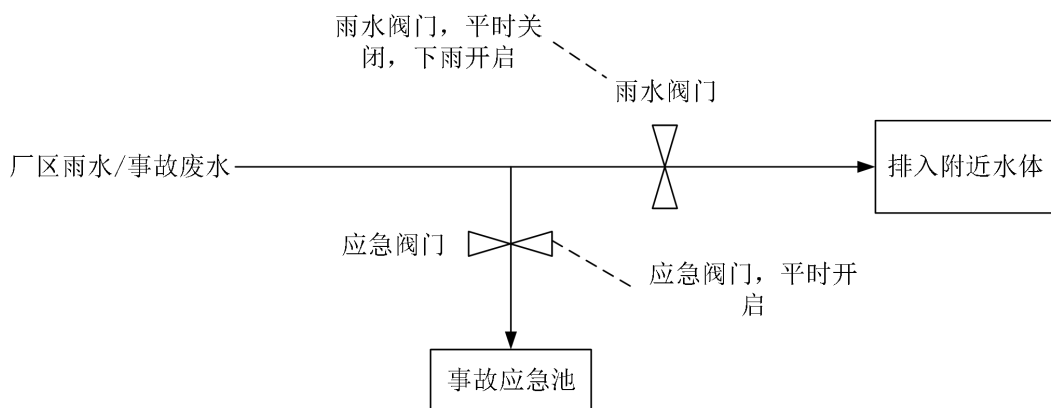 雨水阀门，平时关
闭，下雨开启
雨水阀门
厂区雨水/事故废水
排入附近水体
应急阀门
应急阀门，平时开
启
事故应急池